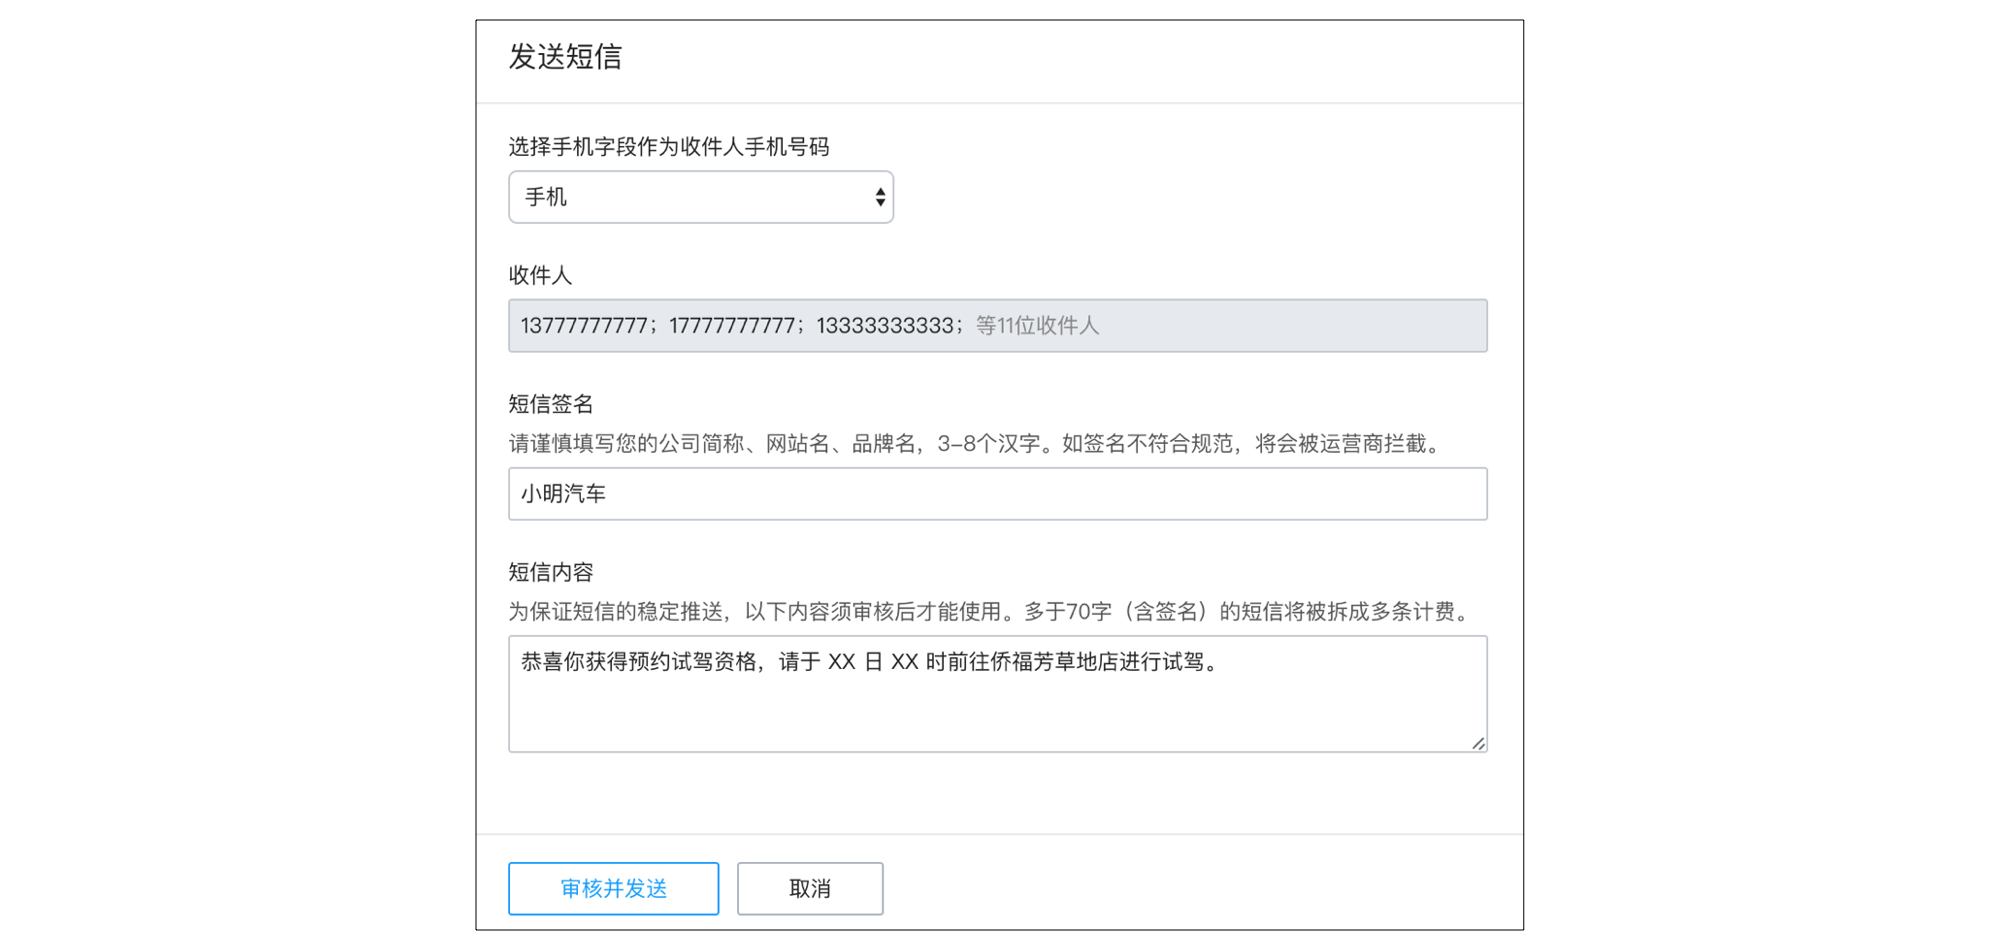 发送短信
选择手机字段作为收件人手机号码
手机
收件人
13777777777；17777777777；13333333333；等11位收件人
短信签名
请谨慎填写您的公司简称、网站名、品牌名，3-8个汉字。如签名不符合规范，将会被运营商拦截。
小明汽车
短信内容
为保证短信的稳定推送，以下内容须审核后才能使用。多于70字（含签名）的短信将被拆成多条计费。
恭喜你获得预约试驾资格，请于 XX 日 XX 时前往侨福芳草地店进行试驾。
审核并发送
取消